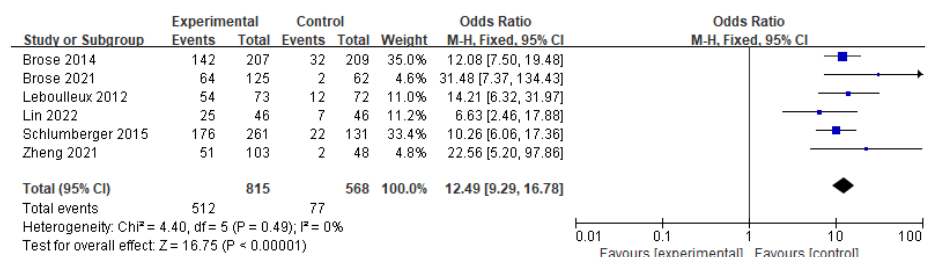 Experimental Control Odds Ratio Odds Ratio
Study or Subgroup Events Total Events Total Weight M-H, Fixed, 95% CI M-H, Fixed, 95% CI
Brose 2014 142 207 32 209 35.0% 12.08 [7.50, 19.48]
Brose 2021 64 125 2 62 4.6% 31.48 [7.37, 134.43]
Leboulleux 2012 54 73 12 72 11.0% 14.21 [6.32, 31.97]
Lin 2022 25 46 7 46 11.2% 6.63 [2.46, 17.88]
Schlumberger 2015 176 261 22 131 33.4% 10.26 [6.06, 17.36]
Zheng 2021 51 103 2 48 4.8% 22.56 [5.20, 97.86]
Total (95% CI) 815 568 100.0% 12.49 [9.29, 16.78]
Total events 512 77
Heterogeneity: Chi² = 4.40, df = 5 (P = 0.49); I² = 0%
Test for overall effect: Z = 16.75 (P < 0.00001)
0.01 0.1 1 10 100
Favours [experimental] Favours [control]